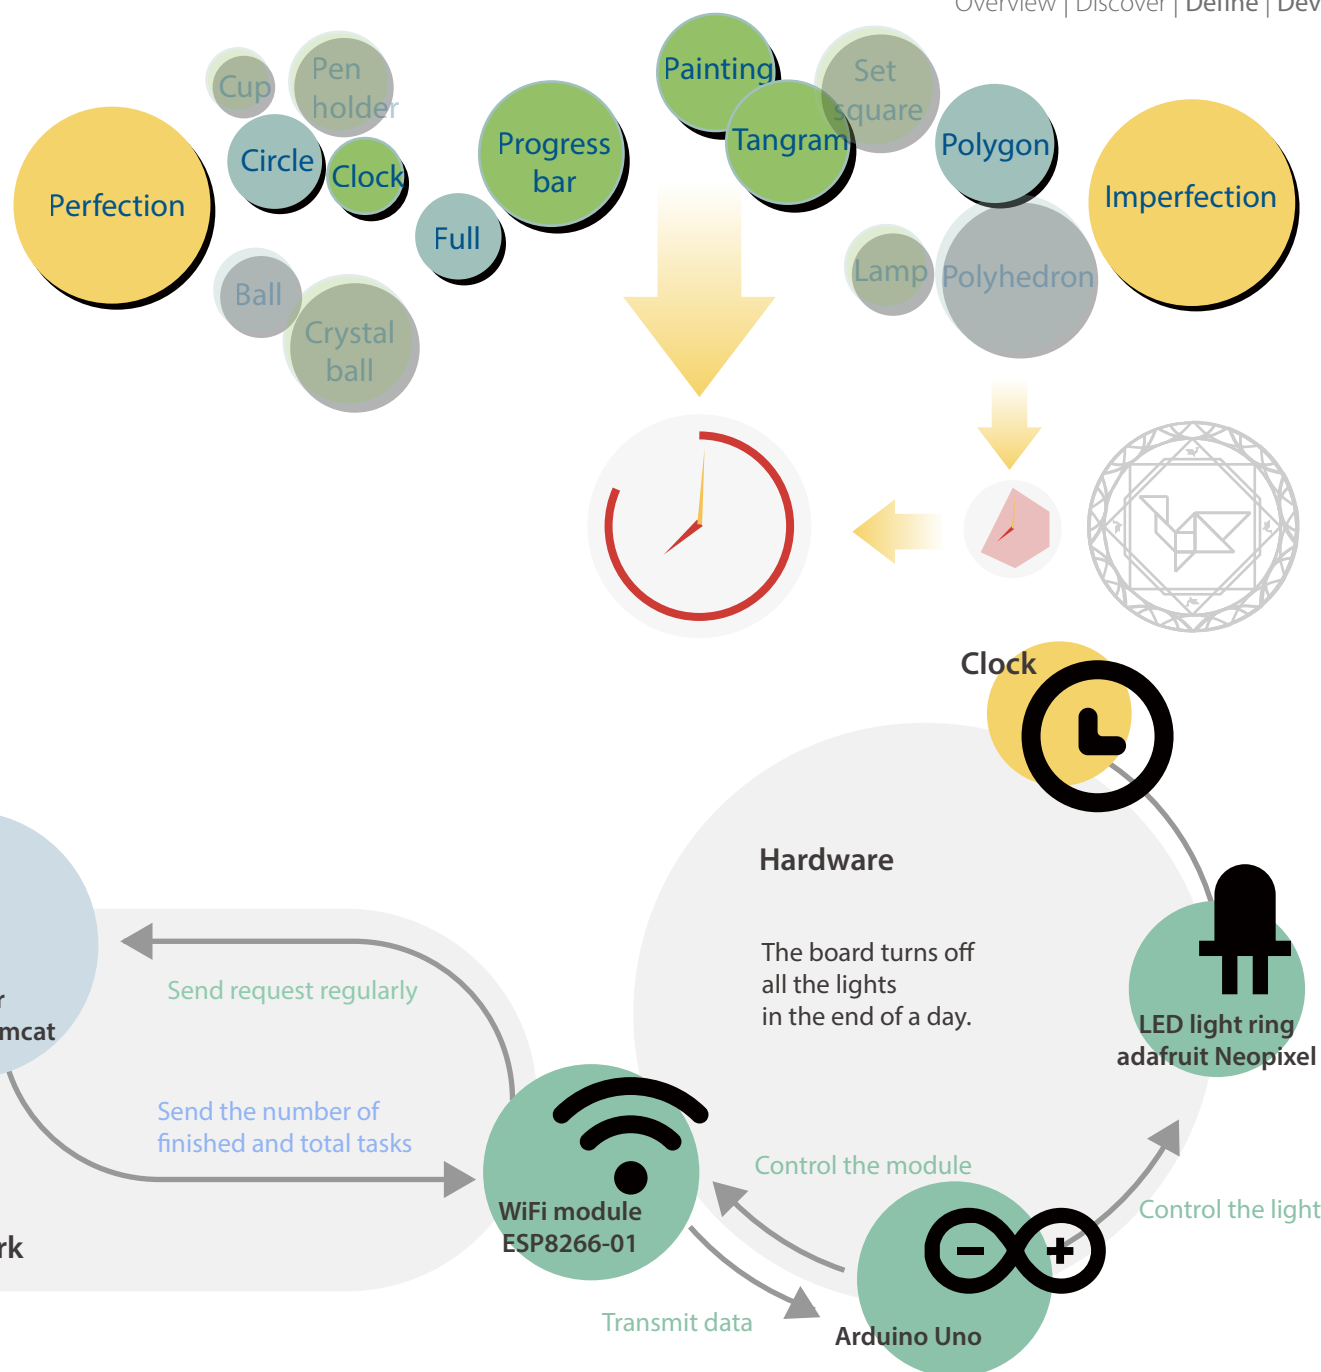 Overview | Discover | Define | Dev
Cup
Pen
holder
Painting
Set
square
Perfection
Circle
Clock
Progress
bar
Tangram
Polygon
Imperfection
Full
Ball
Crystal
ball
Lamp
Polyhedron
Clock
Hardware
The board turns off
all the lights
in the end of a day.
Send request regularly
r
mcat
LED light ring
adafruit Neopixel
Send the number of
finished and total tasks
Control the module
WiFi module
ESP8266-01
Control the light
rk
Transmit data
Arduino Uno